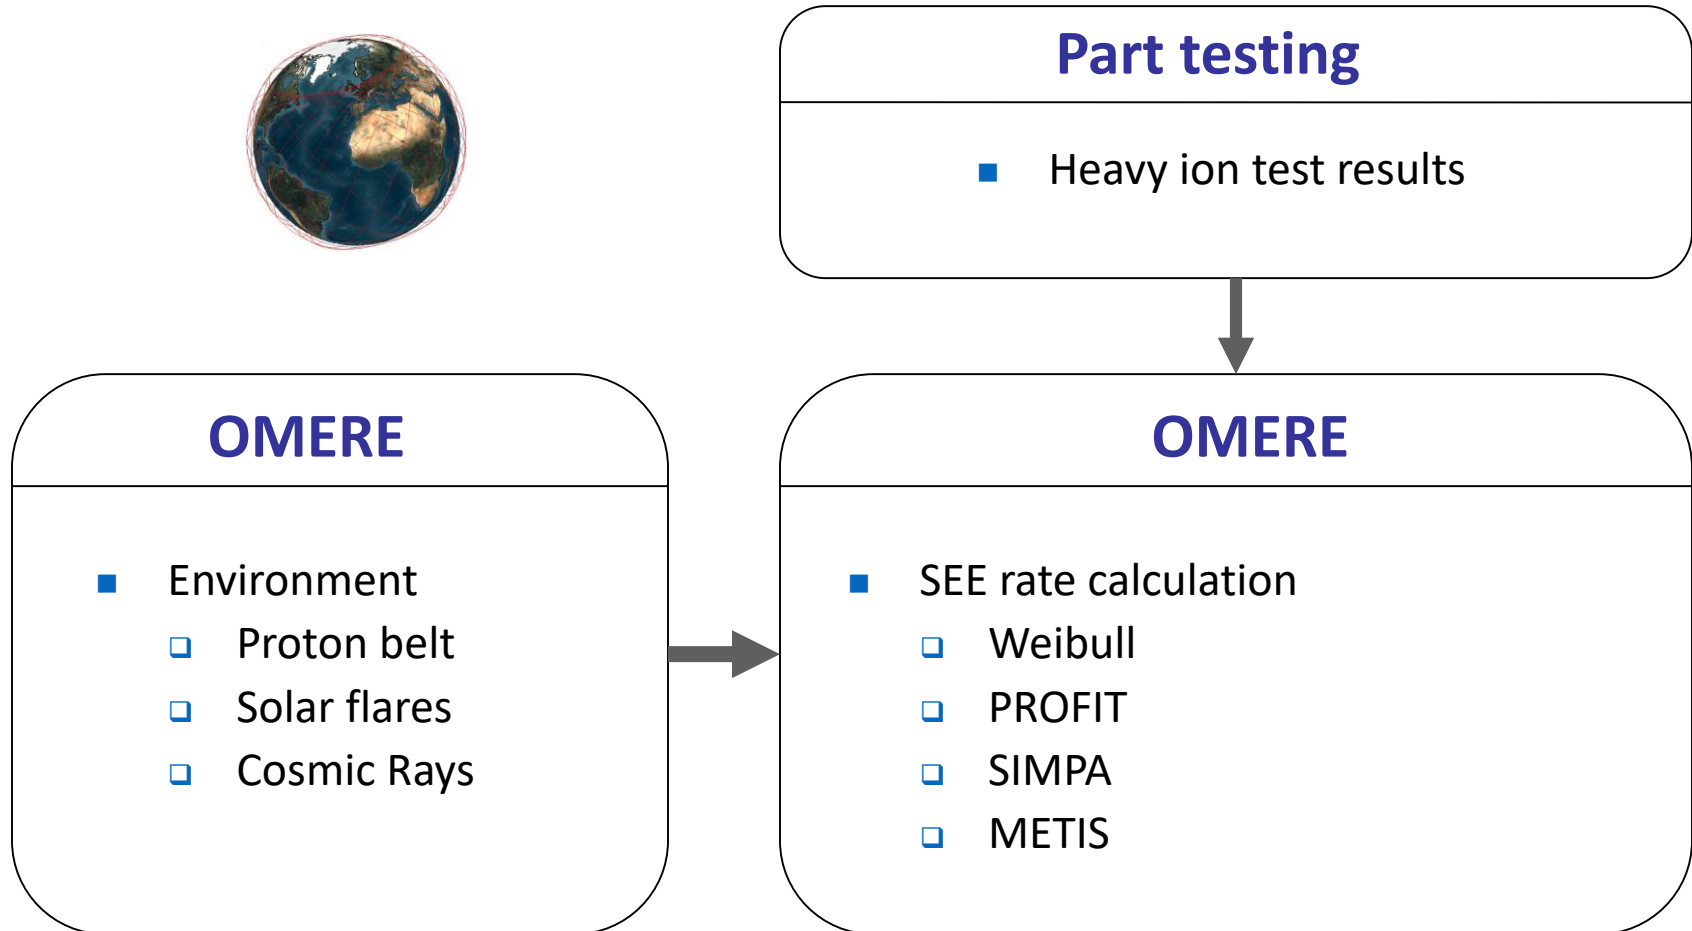 Part testing
Heavy ion test results
OMERE
Environment
Proton belt
Solar flares
Cosmic Rays
OMERE
SEE rate calculation
Weibull
PROFIT
SIMPA
METIS